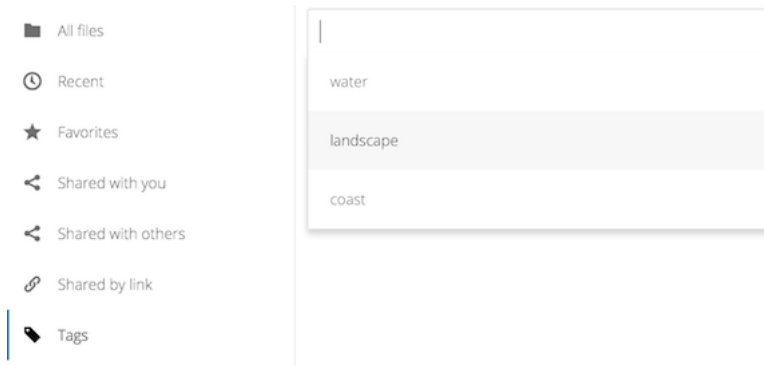 All files
Recent
Favorites
Shared with you
Shared with others
Shared by link
Tags
water
landscape
coast